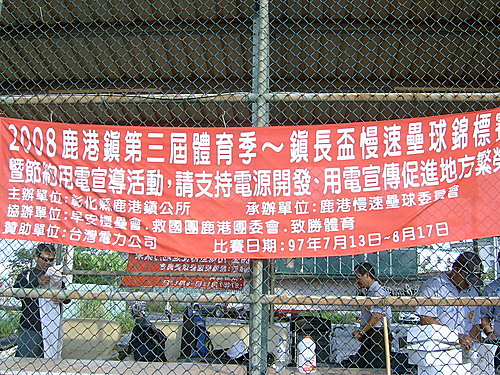 2008鹿港鎮第三屆體育季～鎮長盃慢速壘球錦標
暨節約用電宣導活動,請支持電源開發、用電宣傳促進地方繁榮
主辦單位:彰化縣鹿港鎮公所
承辦單位:鹿港慢速壘球委員會
協辦單位:早安慢壘會.救國團鹿港團委會.致勝體育
贊助單位:台灣電力公司
比賽日期:97年7月13日~8月17日